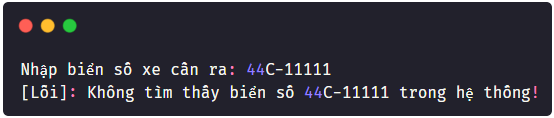 Nhập biển số xe cần ra: 44C-11111
[Lỗi]: Không tìm thấy biển số 44C-11111 trong hệ thống!